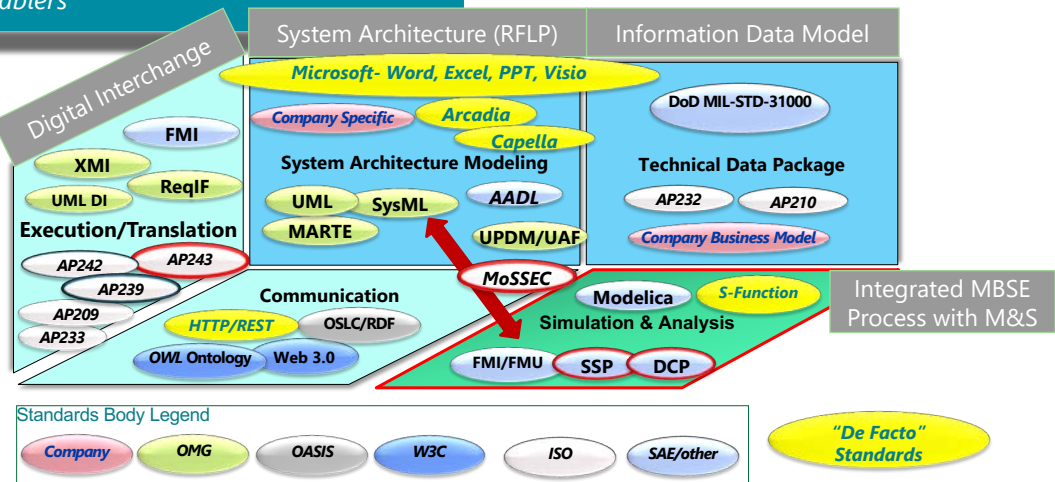 System Architecture (RFLP)
Information Data Model
Digital Interchange
Microsoft- Word, Excel, PPT, Visio
Company Specific
Arcadia
Capella
System Architecture Modeling
UML
SysML
AADL
MARTE
UPDM/UAF
MoSSEC
DoD MIL-STD-31000
Technical Data Package
AP232
AP210
Company Business Model
FMI
XMI
ReqIF
UML DI
Execution/Translation
AP242
AP243
AP239
AP209
AP233
Communication
HTTP/REST
OSLC/RDF
OWL Ontology
Web 3.0
Modelica
S-Function
Simulation & Analysis
FMI/FMU
SSP
DCP
Integrated MBSE
Process with M&S
Standards Body Legend
Company
OMG
OASIS
W3C
ISO
SAE/other
"De Facto"
Standards